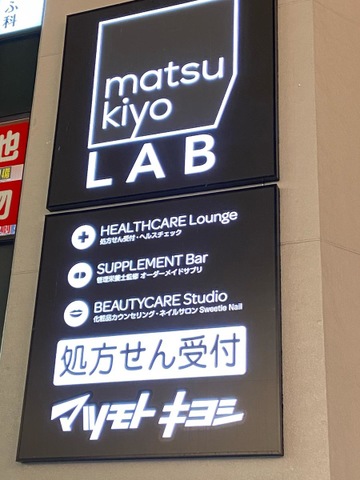 ふ
科
matsu
kiyo
LAB
HEALTHCARE Lounge
処方せん受付・ヘルスチェック
SUPPLEMENT Bar
管理栄養士監修 オーダーメイドサプリ
BEAUTYCARE Studio
化粧品カウンセリング・ネイルサロン Sweetie Nail
処方せん受付
マツモト キヨシ